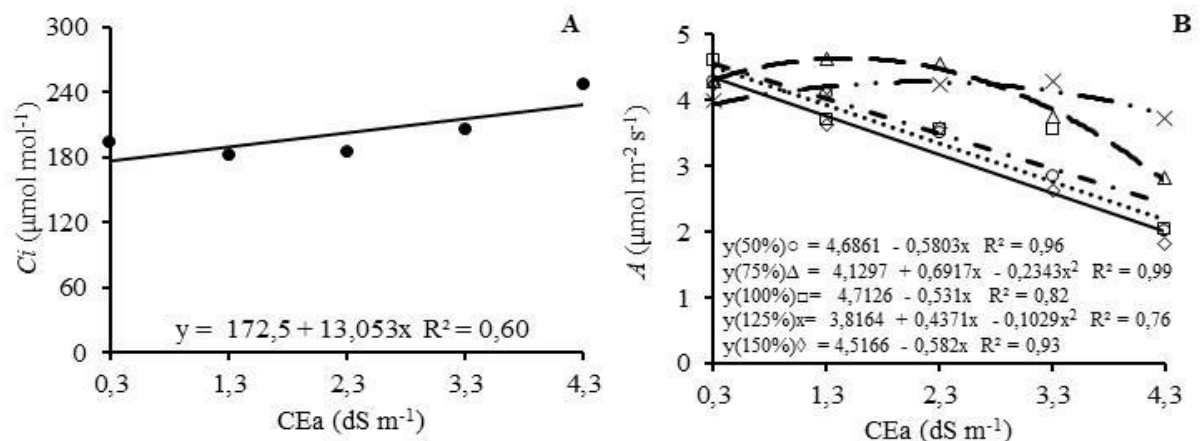 A
300
240
180
120
60
0
Ci (μmol mol⁻¹)
y = 172,5 + 13,053x R² = 0,60
0,3 1,3 2,3 3,3 4,3
CEa (dS m⁻¹)
B
5
4
3
2
1
0
A (μmol m⁻² s⁻¹)
y(50%)○ = 4,6861 - 0,5803x R² = 0,96
y(75%)Δ = 4,1297 + 0,6917x - 0,2343x² R² = 0,99
y(100%)□= 4,7126 - 0,531x R² = 0,82
y(125%)x= 3,8164 + 0,4371x - 0,1029x² R² = 0,76
y(150%)◊ = 4,5166 - 0,582x R² = 0,93
0,3 1,3 2,3 3,3 4,3
CEa (dS m⁻¹)